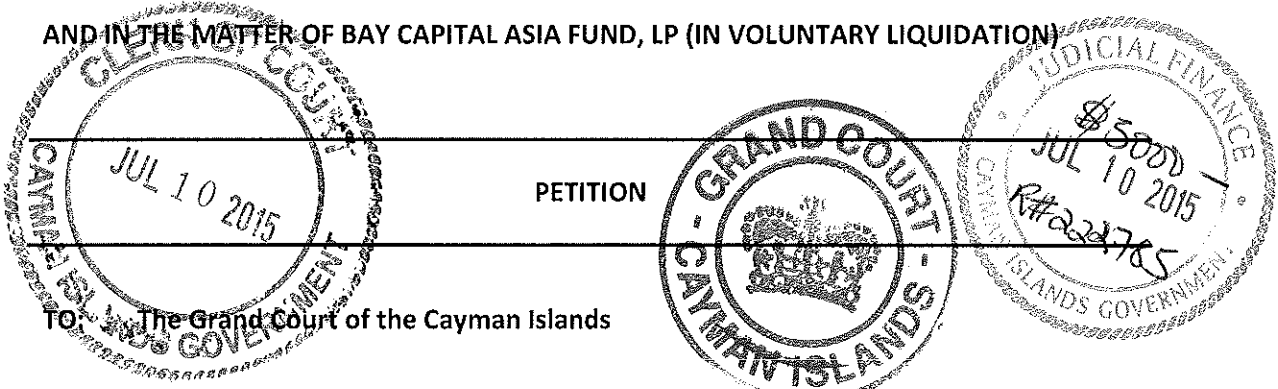 AND IN THE MATTER OF BAY CAPITAL ASIA FUND, LP (IN VOLUNTARY LIQUIDATION)
CLERK OF COURT
JUL 10 2015
CAYMAN ISLANDS GOVERNMENT
PETITION
GRAND COURT
CAYMAN ISLANDS
JUDICIAL FINANCE
$5000 —
JUL 10 2015
R#222785
CAYMAN ISLANDS GOVERNMENT
TO: The Grand Court of the Cayman Islands